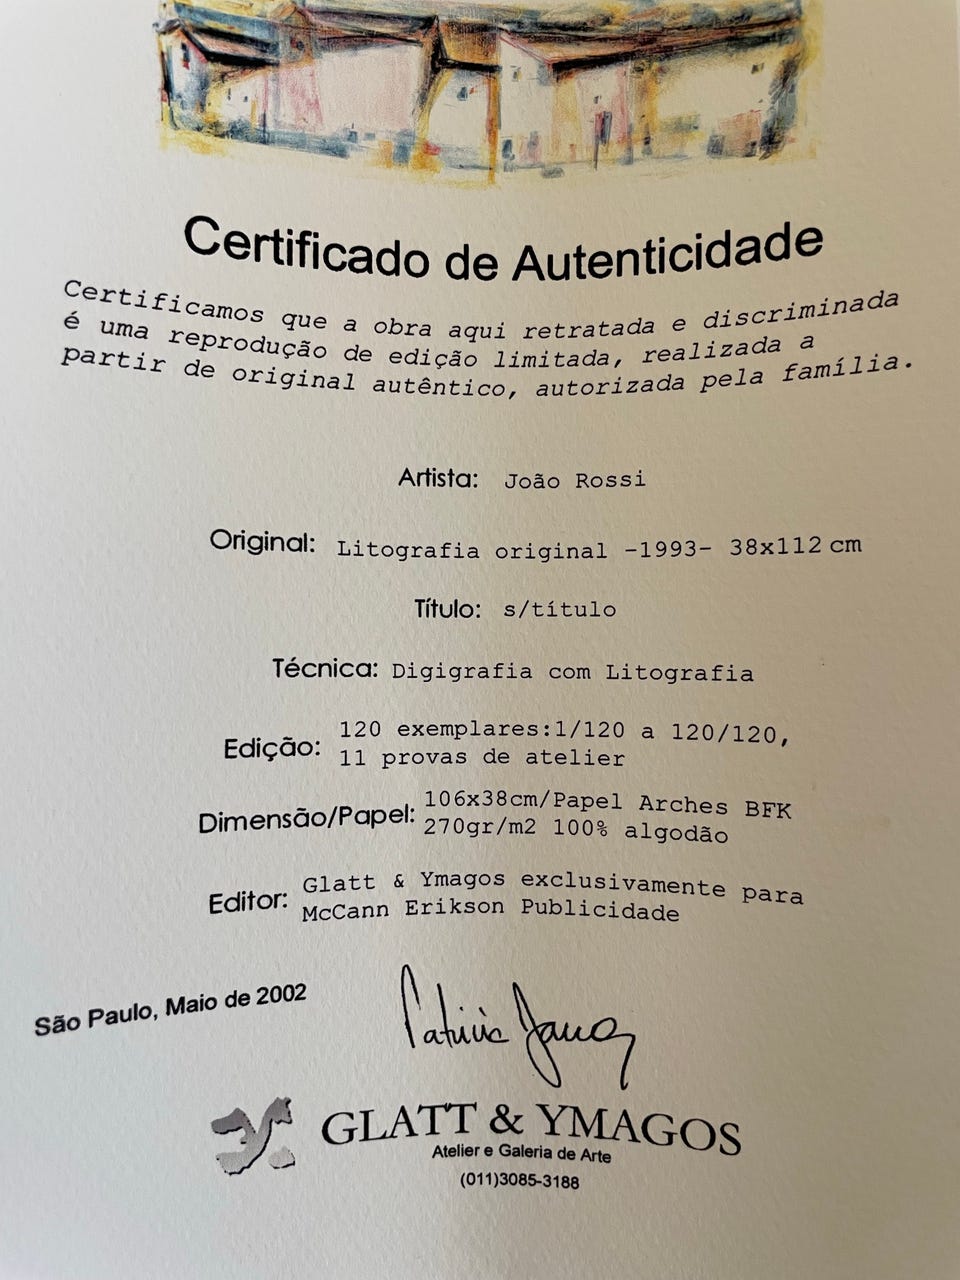 Certificado de Autenticidade
Certificamos que a obra aqui retratada e discriminada
é uma reprodução de edição limitada, realizada a
partir de original autêntico, autorizada pela família.
Artista: João Rossi
Original: Litografia original -1993- 38x112 cm
Título: s/título
Técnica: Digigrafia com Litografia
Edição: 120 exemplares:1/120 a 120/120,
11 provas de atelier
Dimensão/Papel: 106x38cm/Papel Arches BFK
270gr/m2 100% algodão
Editor: Glatt & Ymagos exclusivamente para
McCann Erikson Publicidade
São Paulo, Maio de 2002
GLATT & YMAGOS
Atelier e Galeria de Arte
(011)3085-3188